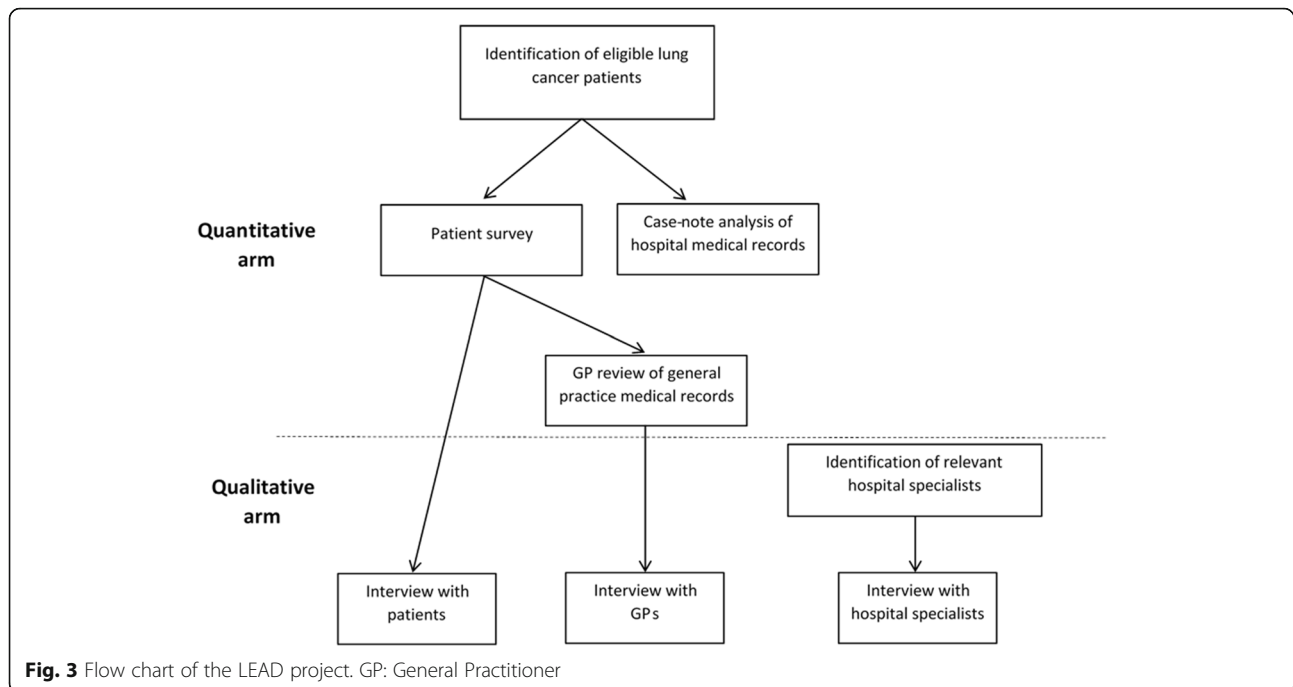 Identification of eligible lung
cancer patients
Quantitative
arm
Patient survey
Case-note analysis of
hospital medical records
GP review of general
practice medical records
Qualitative
arm
Identification of relevant
hospital specialists
Interview with
patients
Interview with
GPs
Interview with
hospital specialists
Fig. 3 Flow chart of the LEAD project. GP: General Practitioner